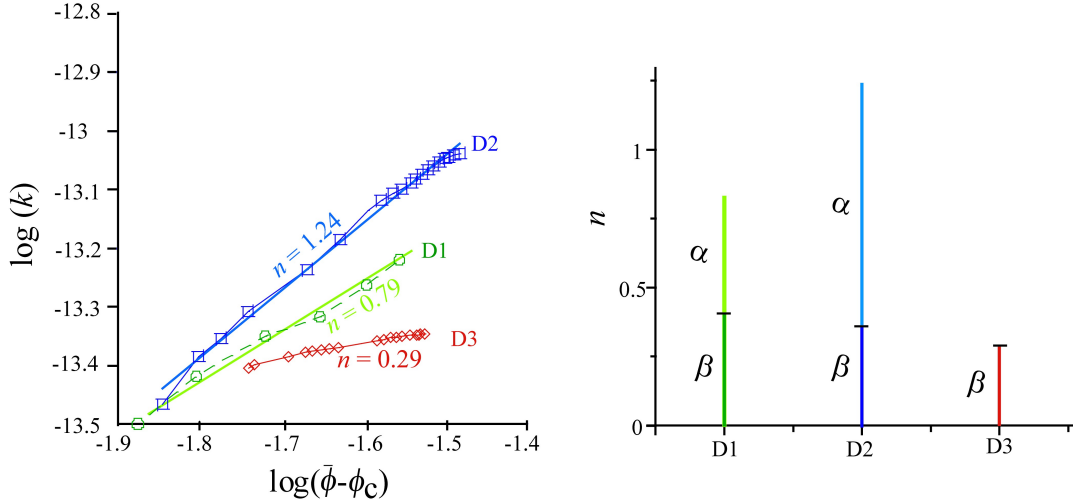 -12.8
-12.9
-13
-13.1
-13.2
-13.3
-13.4
-13.5
log (k)
-1.9
-1.8
-1.7
-1.6
-1.5
-1.4
log(ϕ̄-ϕc)
D2
n = 1.24
D1
n = 0.79
D3
n = 0.29
n
1
0.5
0
α
β
α
β
β
D1
D2
D3